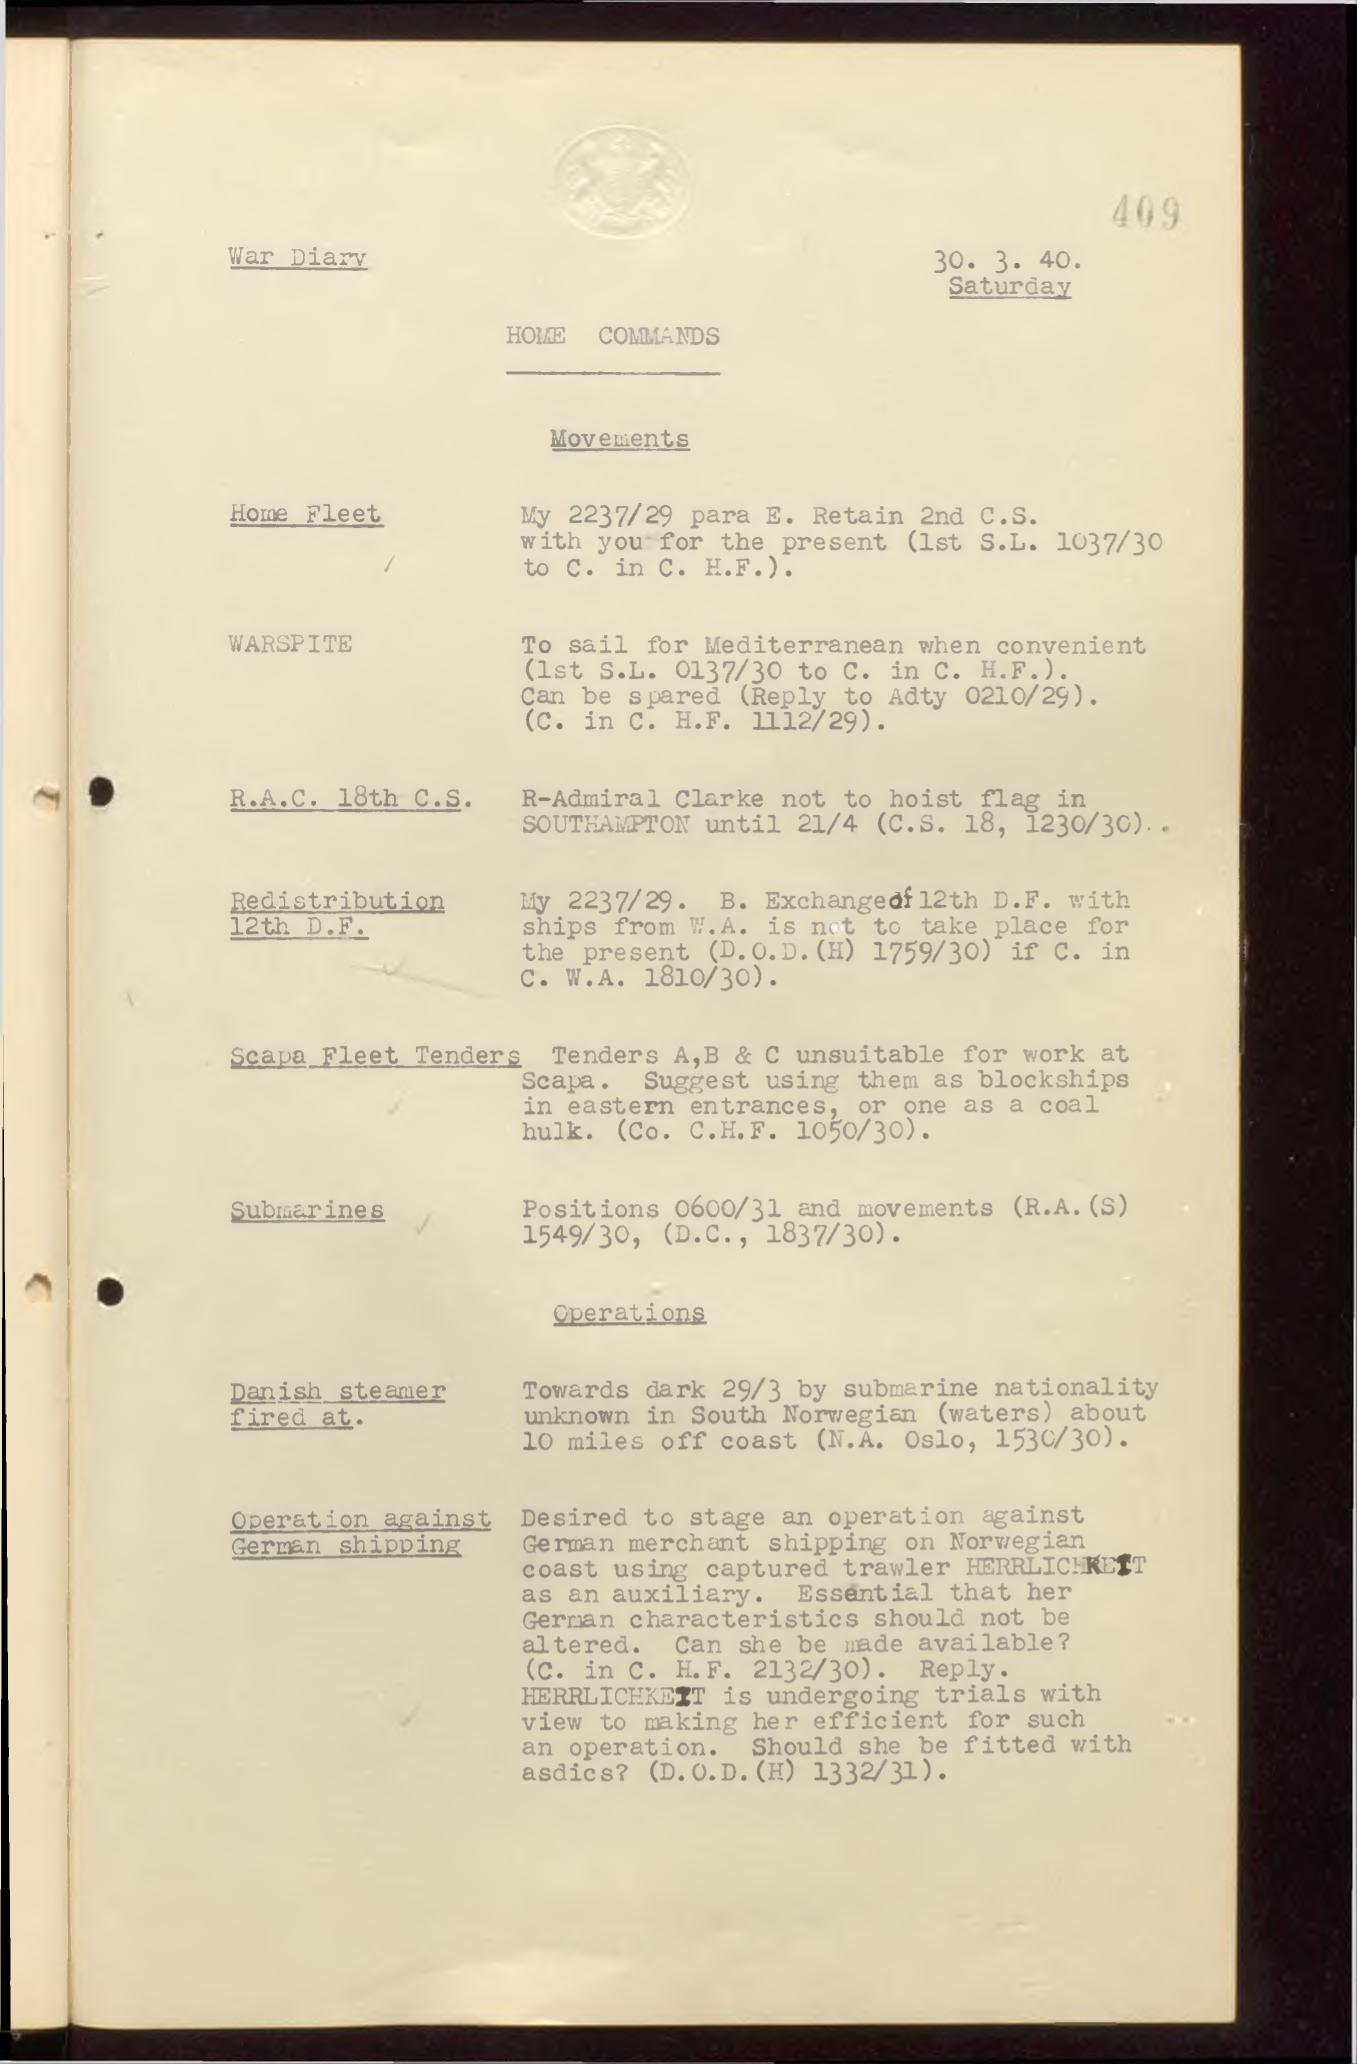 409
War Diary
30. 3. 40.
Saturday
HOME COMMANDS
Movements
Home Fleet
My 2237/29 para E. Retain 2nd C.S.
with you for the present (1st S.L. 1037/30
to C. in C. H.F.).
WARSPITE
To sail for Mediterranean when convenient
(1st S.L. 0137/30 to C. in C. H.F.).
Can be spared (Reply to Adty 0210/29).
(C. in C. H.F. 1112/29).
R.A.C. 18th C.S.
R-Admiral Clarke not to hoist flag in
SOUTHAMPTON until 21/4 (C.S. 18, 1230/30)..
Redistribution
12th D.F.
My 2237/29. B. Exchange of 12th D.F. with
ships from W.A. is not to take place for
the present (D.O.D.(H) 1759/30) if C. in
C. W.A. 1810/30).
Scapa Fleet Tenders
Tenders A,B & C unsuitable for work at
Scapa. Suggest using them as blockships
in eastern entrances, or one as a coal
hulk. (Co. C.H.F. 1050/30).
Submarines
Positions 0600/31 and movements (R.A.(S)
1549/30, (D.C., 1837/30).
Operations
Danish steamer
fired at.
Towards dark 29/3 by submarine nationality
unknown in South Norwegian (waters) about
10 miles off coast (N.A. Oslo, 1530/30).
Operation against
German shipping
Desired to stage an operation against
German merchant shipping on Norwegian
coast using captured trawler HERRLICHKEIT
as an auxiliary. Essential that her
German characteristics should not be
altered. Can she be made available?
(C. in C. H.F. 2132/30). Reply.
HERRLICHKEIT is undergoing trials with
view to making her efficient for such
an operation. Should she be fitted with
asdics? (D.O.D.(H) 1332/31).